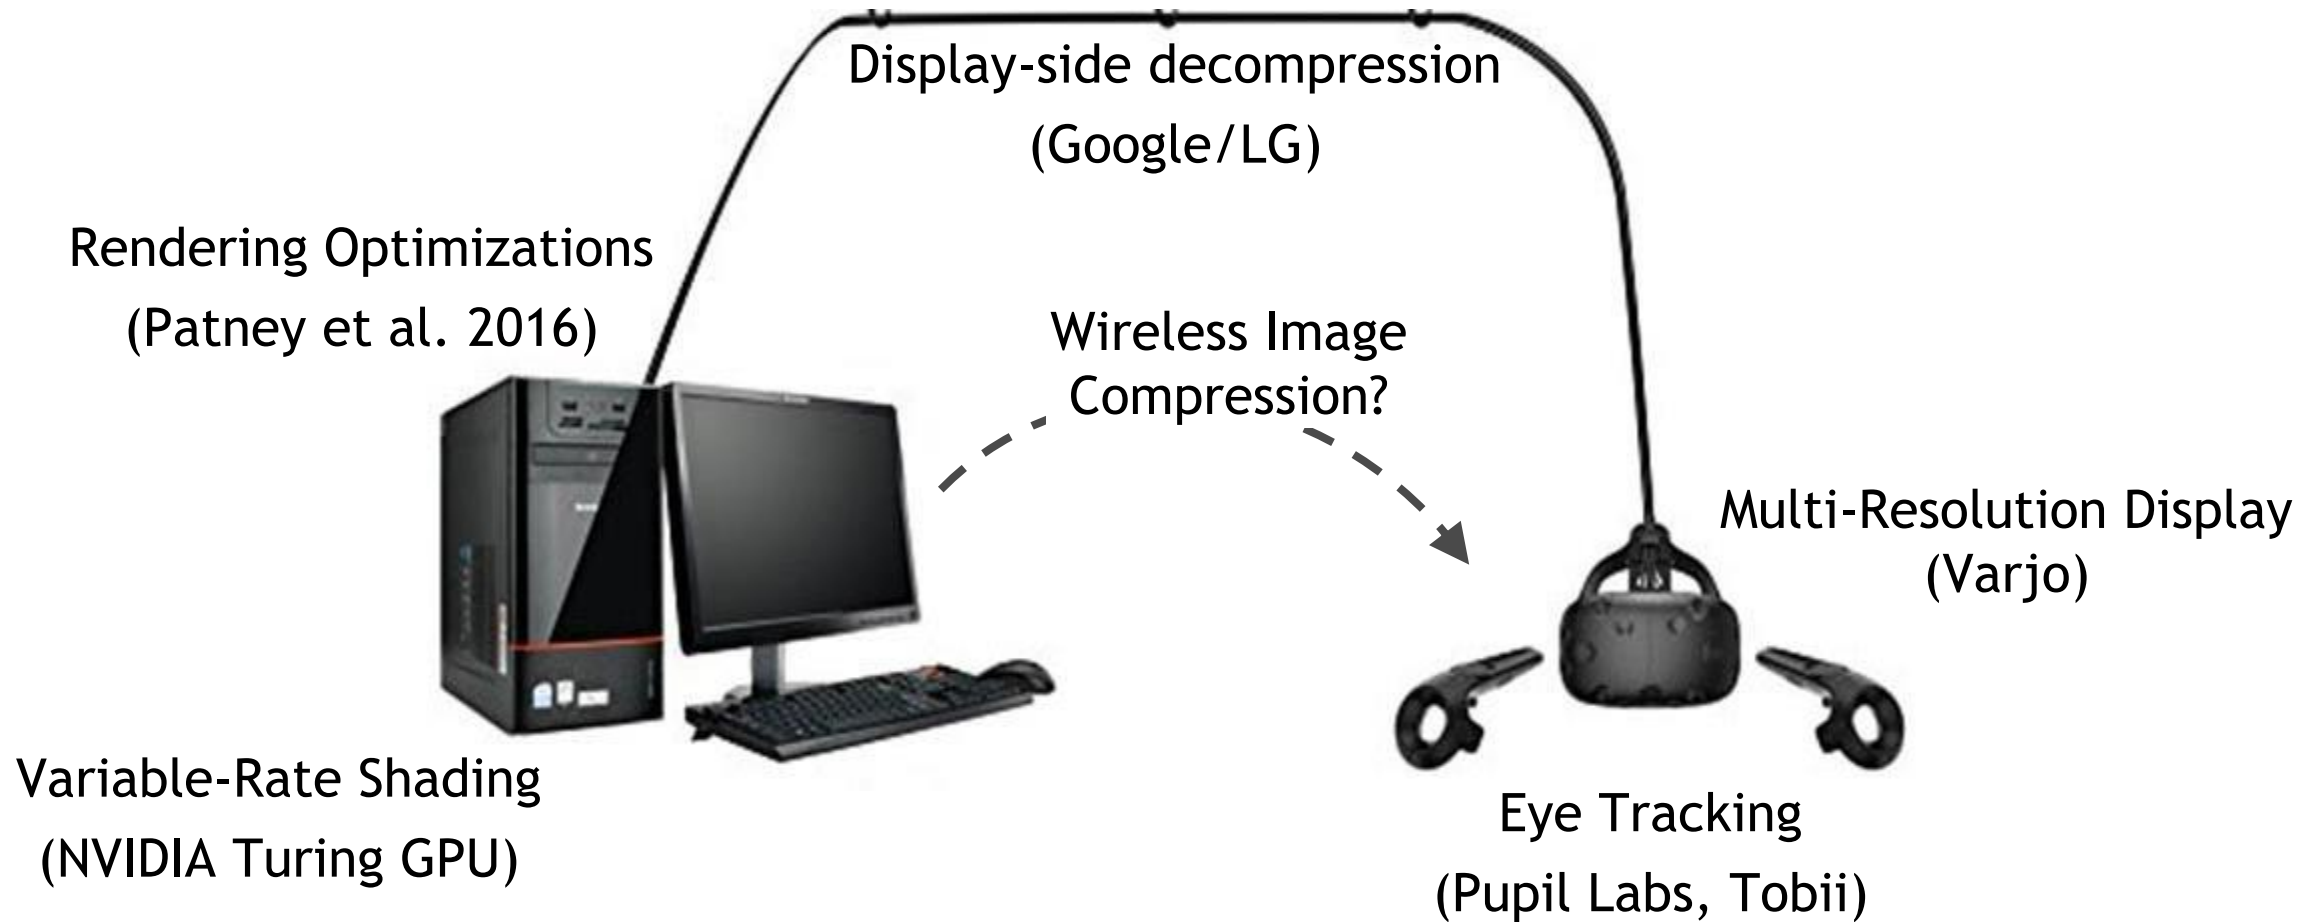 Display-side decompression
(Google/LG)
Rendering Optimizations
(Patney et al. 2016)
Wireless Image
Compression?
Multi-Resolution Display
(Varjo)
Variable-Rate Shading
(NVIDIA Turing GPU)
Eye Tracking
(Pupil Labs, Tobii)